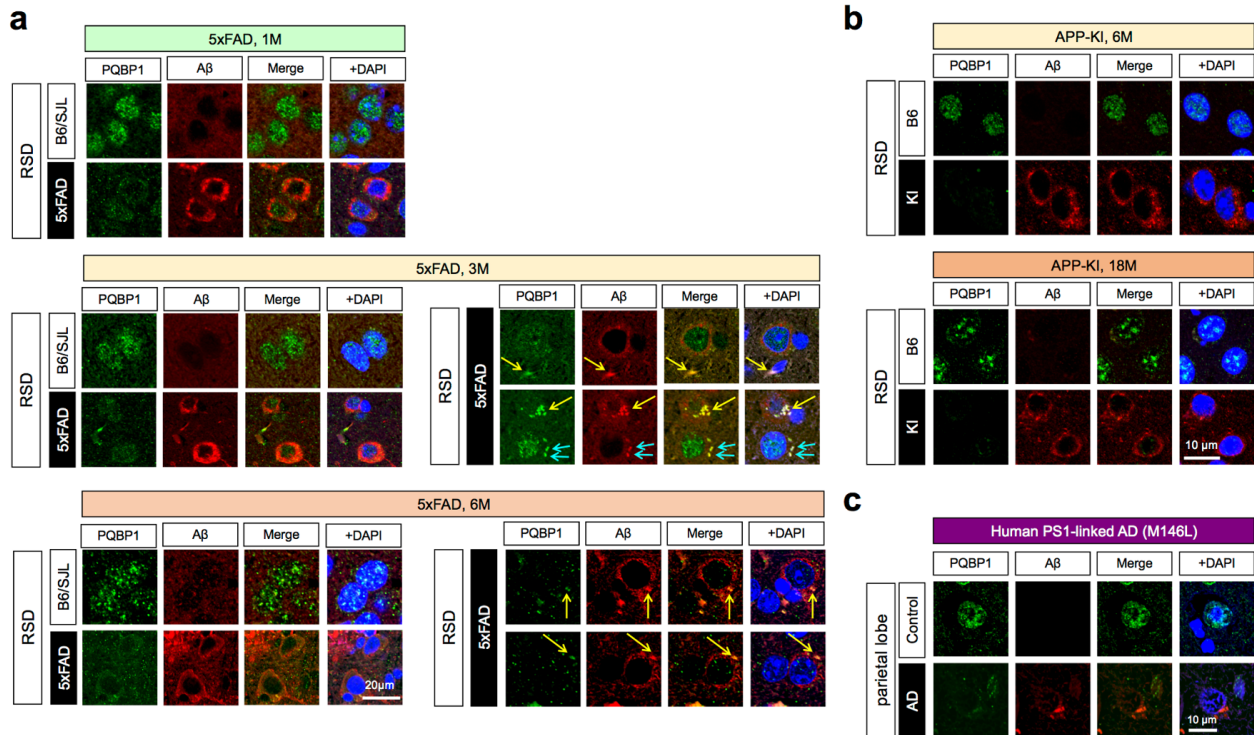 a
5xFAD, 1M
PQBP1 Aβ Merge +DAPI
RSD
B6/SJL
5xFAD
5xFAD, 3M
PQBP1 Aβ Merge +DAPI
RSD
B6/SJL
5xFAD
PQBP1 Aβ Merge +DAPI
RSD
5xFAD
5xFAD, 6M
PQBP1 Aβ Merge +DAPI
RSD
B6/SJL
5xFAD
20μm
PQBP1 Aβ Merge +DAPI
RSD
5xFAD
b
APP-KI, 6M
PQBP1 Aβ Merge +DAPI
RSD
B6
KI
APP-KI, 18M
PQBP1 Aβ Merge +DAPI
RSD
B6
KI
10 μm
c
Human PS1-linked AD (M146L)
PQBP1 Aβ Merge +DAPI
parietal lobe
Control
AD
10 μm